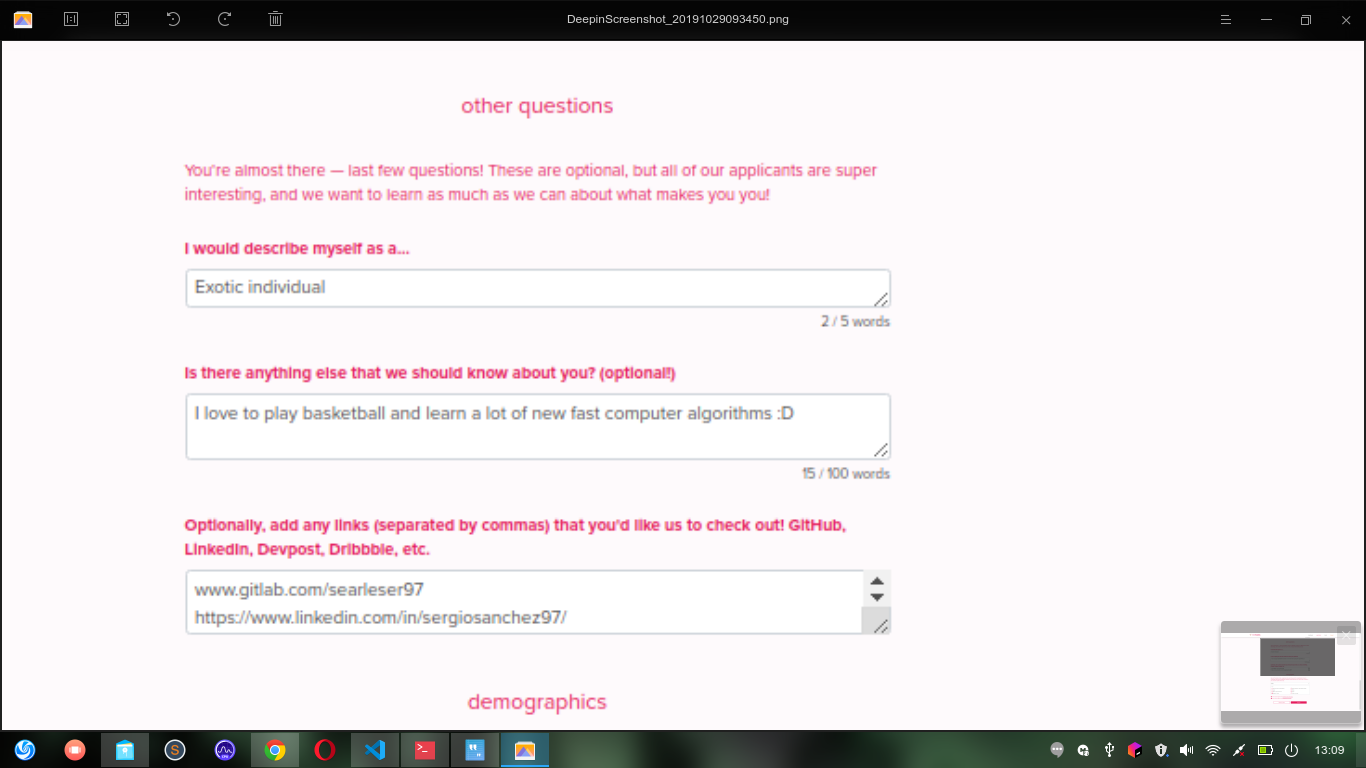 DeepinScreenshot_20191029093450.png
other questions
You're almost there — last few questions! These are optional, but all of our applicants are super
interesting, and we want to learn as much as we can about what makes you you!
I would describe myself as a...
Exotic individual
2 / 5 words
Is there anything else that we should know about you? (optional!)
I love to play basketball and learn a lot of new fast computer algorithms :D
15 / 100 words
Optionally, add any links (separated by commas) that you'd like us to check out! GitHub,
LinkedIn, Devpost, Dribbble, etc.
www.gitlab.com/searleser97
https://www.linkedin.com/in/sergiosanchez97/
demographics
13:09